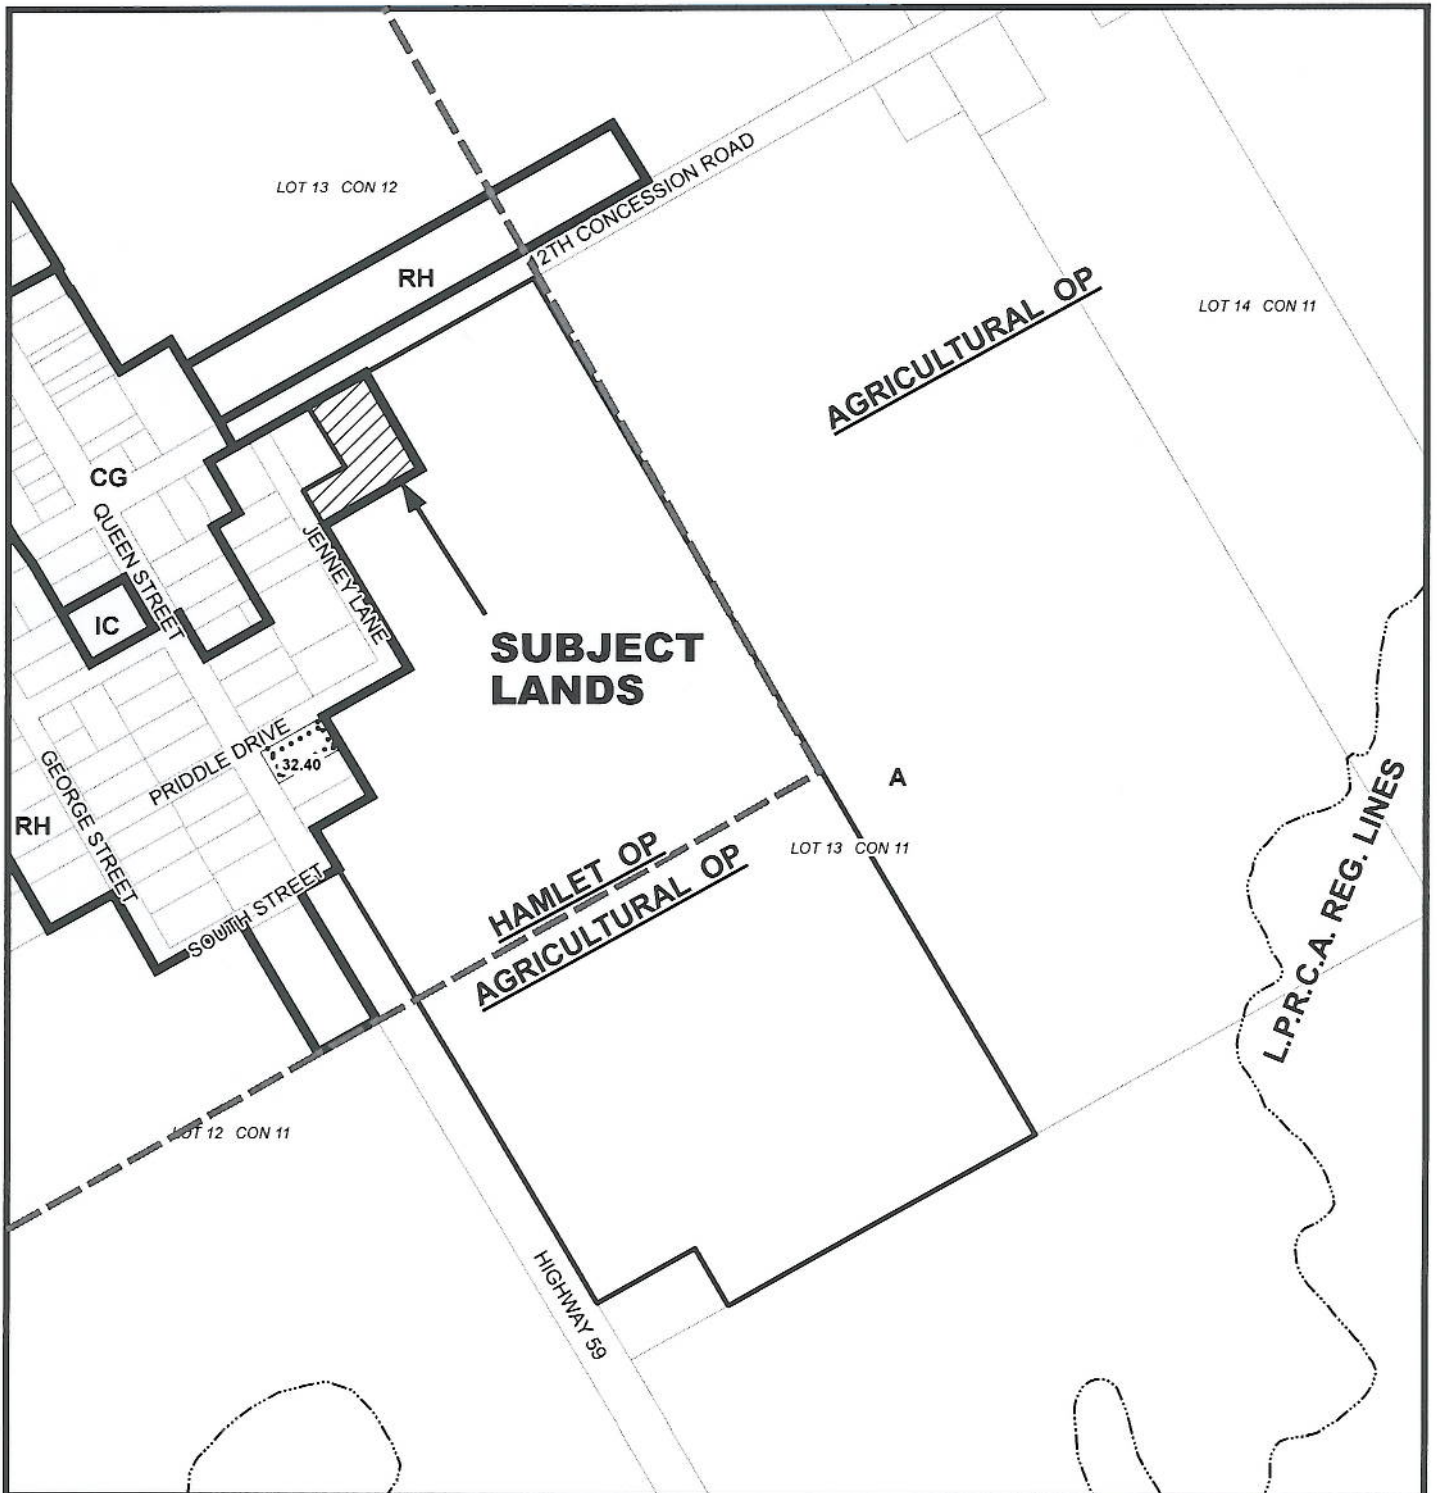 LOT 13 CON 12
2TH CONCESSION ROAD
RH
AGRICULTURAL OP
LOT 14 CON 11
CG
QUEEN STREET
JENNEY LANE
IC
SUBJECT
LANDS
PRIDDLE DRIVE
32.40
GEORGE STREET
RH
A
LOT 13 CON 11
HAMLET OP
AGRICULTURAL OP
SOUTH STREET
L.P.R.C.A. REG. LINES
LOT 12 CON 11
HIGHWAY 59